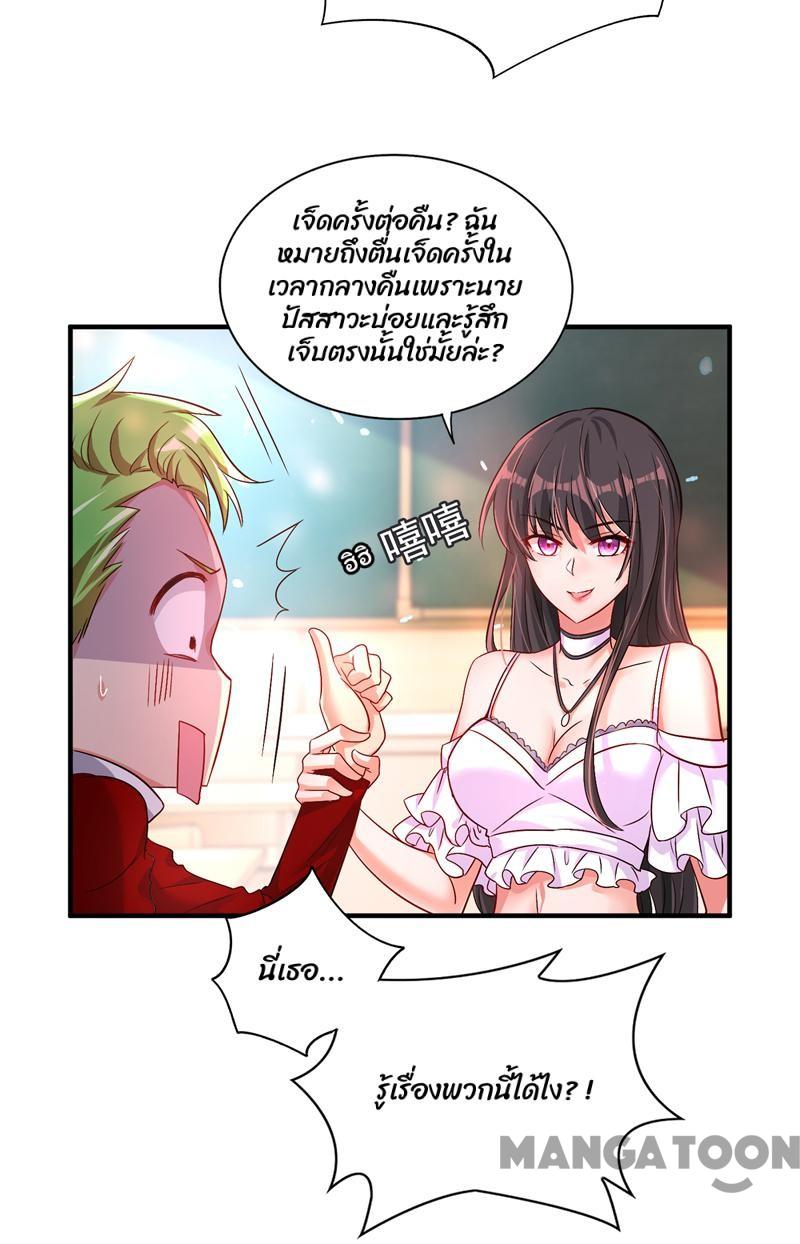 เจ็ดครั้งต่อคืน? ฉัน
หมายถึงตื่นเจ็ดครั้งใน
เวลากลางคืนเพราะนาย
ปัสสาวะบ่อยและรู้สึก
เจ็บตรงนั้นใช่มั้ยล่ะ?
ฮิฮิ 嘻嘻
นี่เธอ...
รู้เรื่องพวกนี้ได้ไง?!
MANGATOON